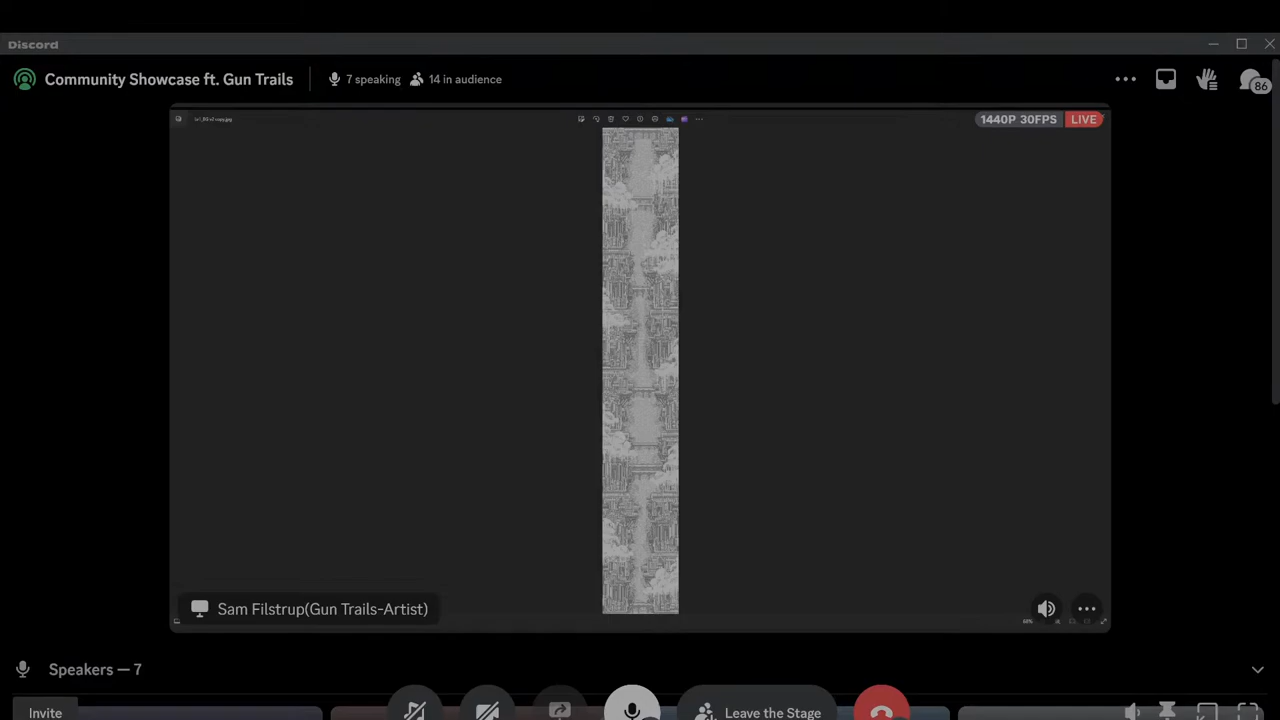 Discord
Community Showcase ft. Gun Trails
7 speaking
14 in audience
86
1440P 30FPS
LIVE
Sam Filstrup(Gun Trails-Artist)
Speakers — 7
Invite
Leave the Stage